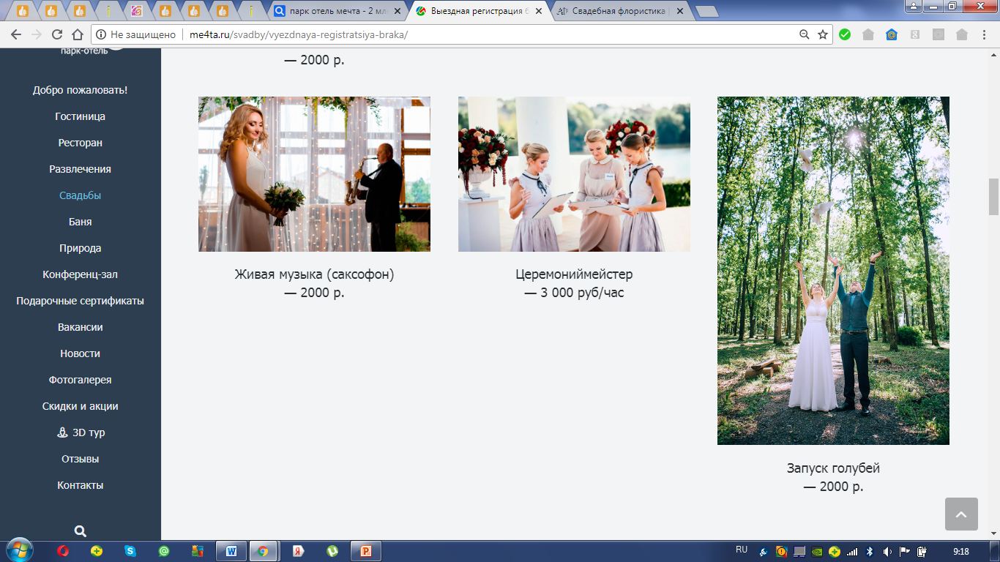 парк отель мечта - 2 мл
Выездная регистрация б
Свадебная флористика
Не защищено
me4ta.ru/svadby/vyezdnaya-registratsiya-braka/
парк-отель
Добро пожаловать!
Гостиница
Ресторан
Развлечения
Свадьбы
Баня
Природа
Конференц-зал
Подарочные сертификаты
Вакансии
Новости
Фотогалерея
Скидки и акции
3D тур
Отзывы
Контакты
— 2000 р.
Живая музыка (саксофон)
— 2000 р.
Церемониймейстер
— 3 000 руб/час
Запуск голубей
— 2000 р.
RU
9:18